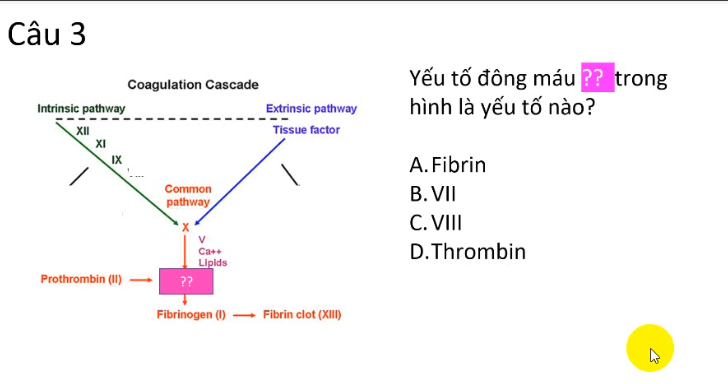 Câu 3
Coagulation Cascade
Intrinsic pathway
Extrinsic pathway
XII
Tissue factor
XI
IX
Common
pathway
X
V
Ca++
Lipids
Prothrombin (II)
??
Fibrinogen (I)
Fibrin clot (XIII)
Yếu tố đông máu ?? trong
hình là yếu tố nào?
A. Fibrin
B. VII
C. VIII
D. Thrombin